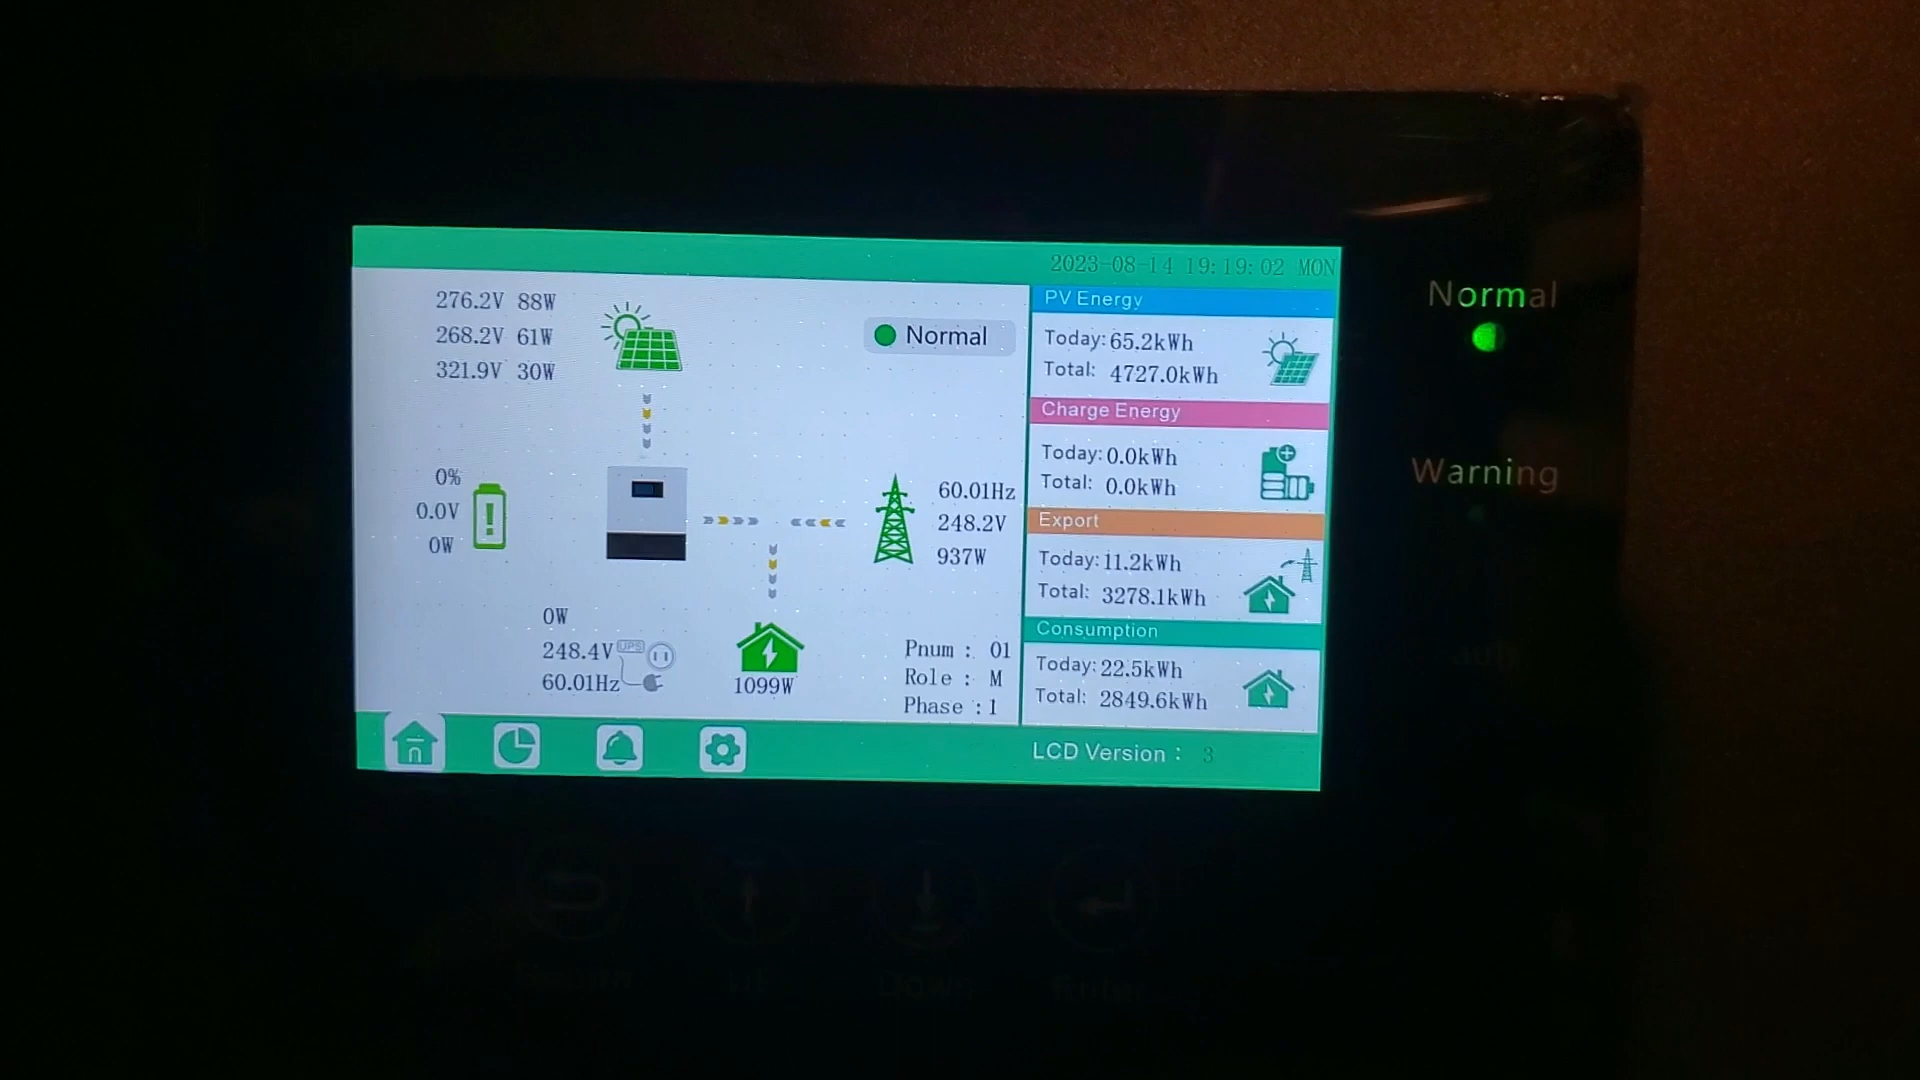 2023-08-14 19:19:02 MON
276.2V 88W
268.2V 61W
321.9V 30W
Normal
0%
0.0V
0W
60.01Hz
248.2V
937W
0W
248.4V
UPS
60.01Hz
1099W
Pnum : 01
Role : M
Phase :1
PV Energy
Today: 65.2kWh
Total: 4727.0kWh
Charge Energy
Today: 0.0kWh
Total: 0.0kWh
Export
Today: 11.2kWh
Total: 3278.1kWh
Consumption
Today: 22.5kWh
Total: 2849.6kWh
LCD Version : 3
Normal
Warning
Down
Enter